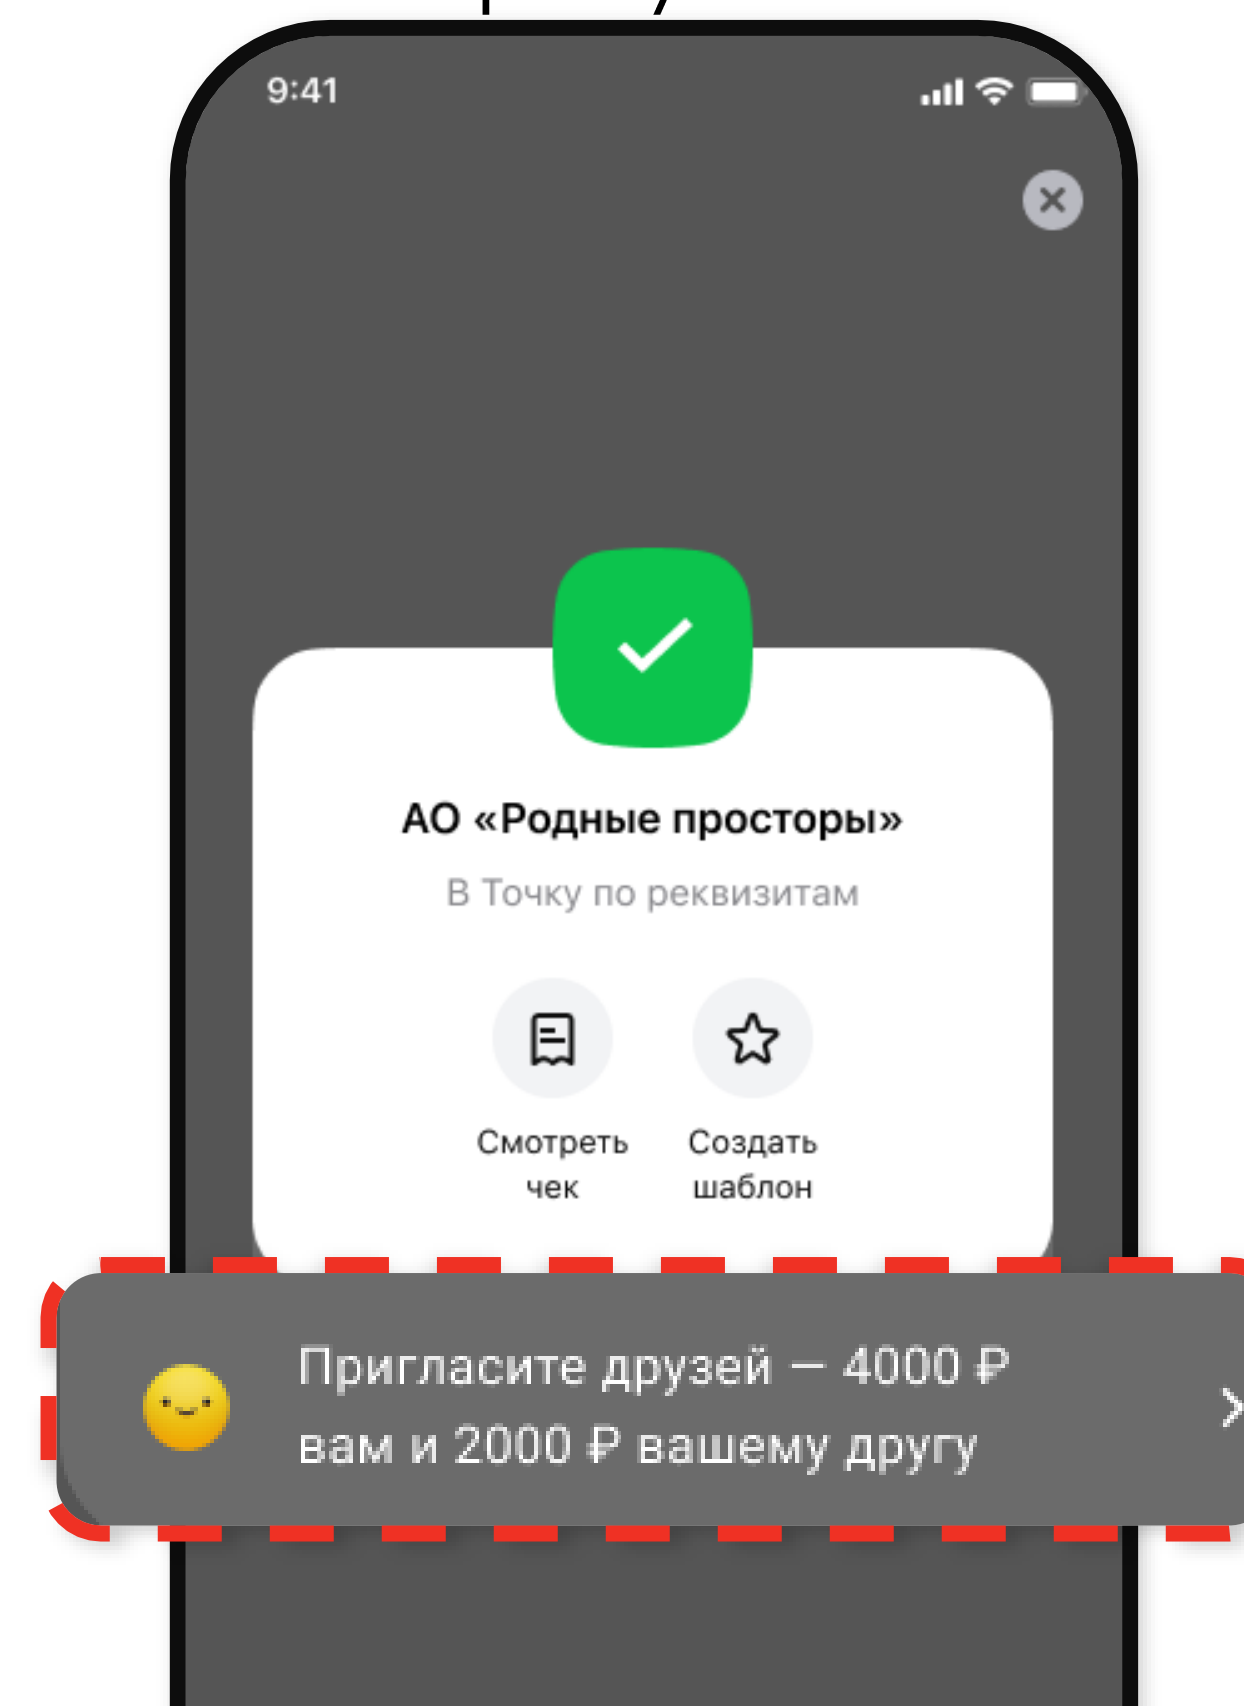 9:41
АО «Родные просторы»
В Точку по реквизитам
Смотреть
чек
Создать
шаблон
Пригласите друзей — 4000 ₽
вам и 2000 ₽ вашему другу